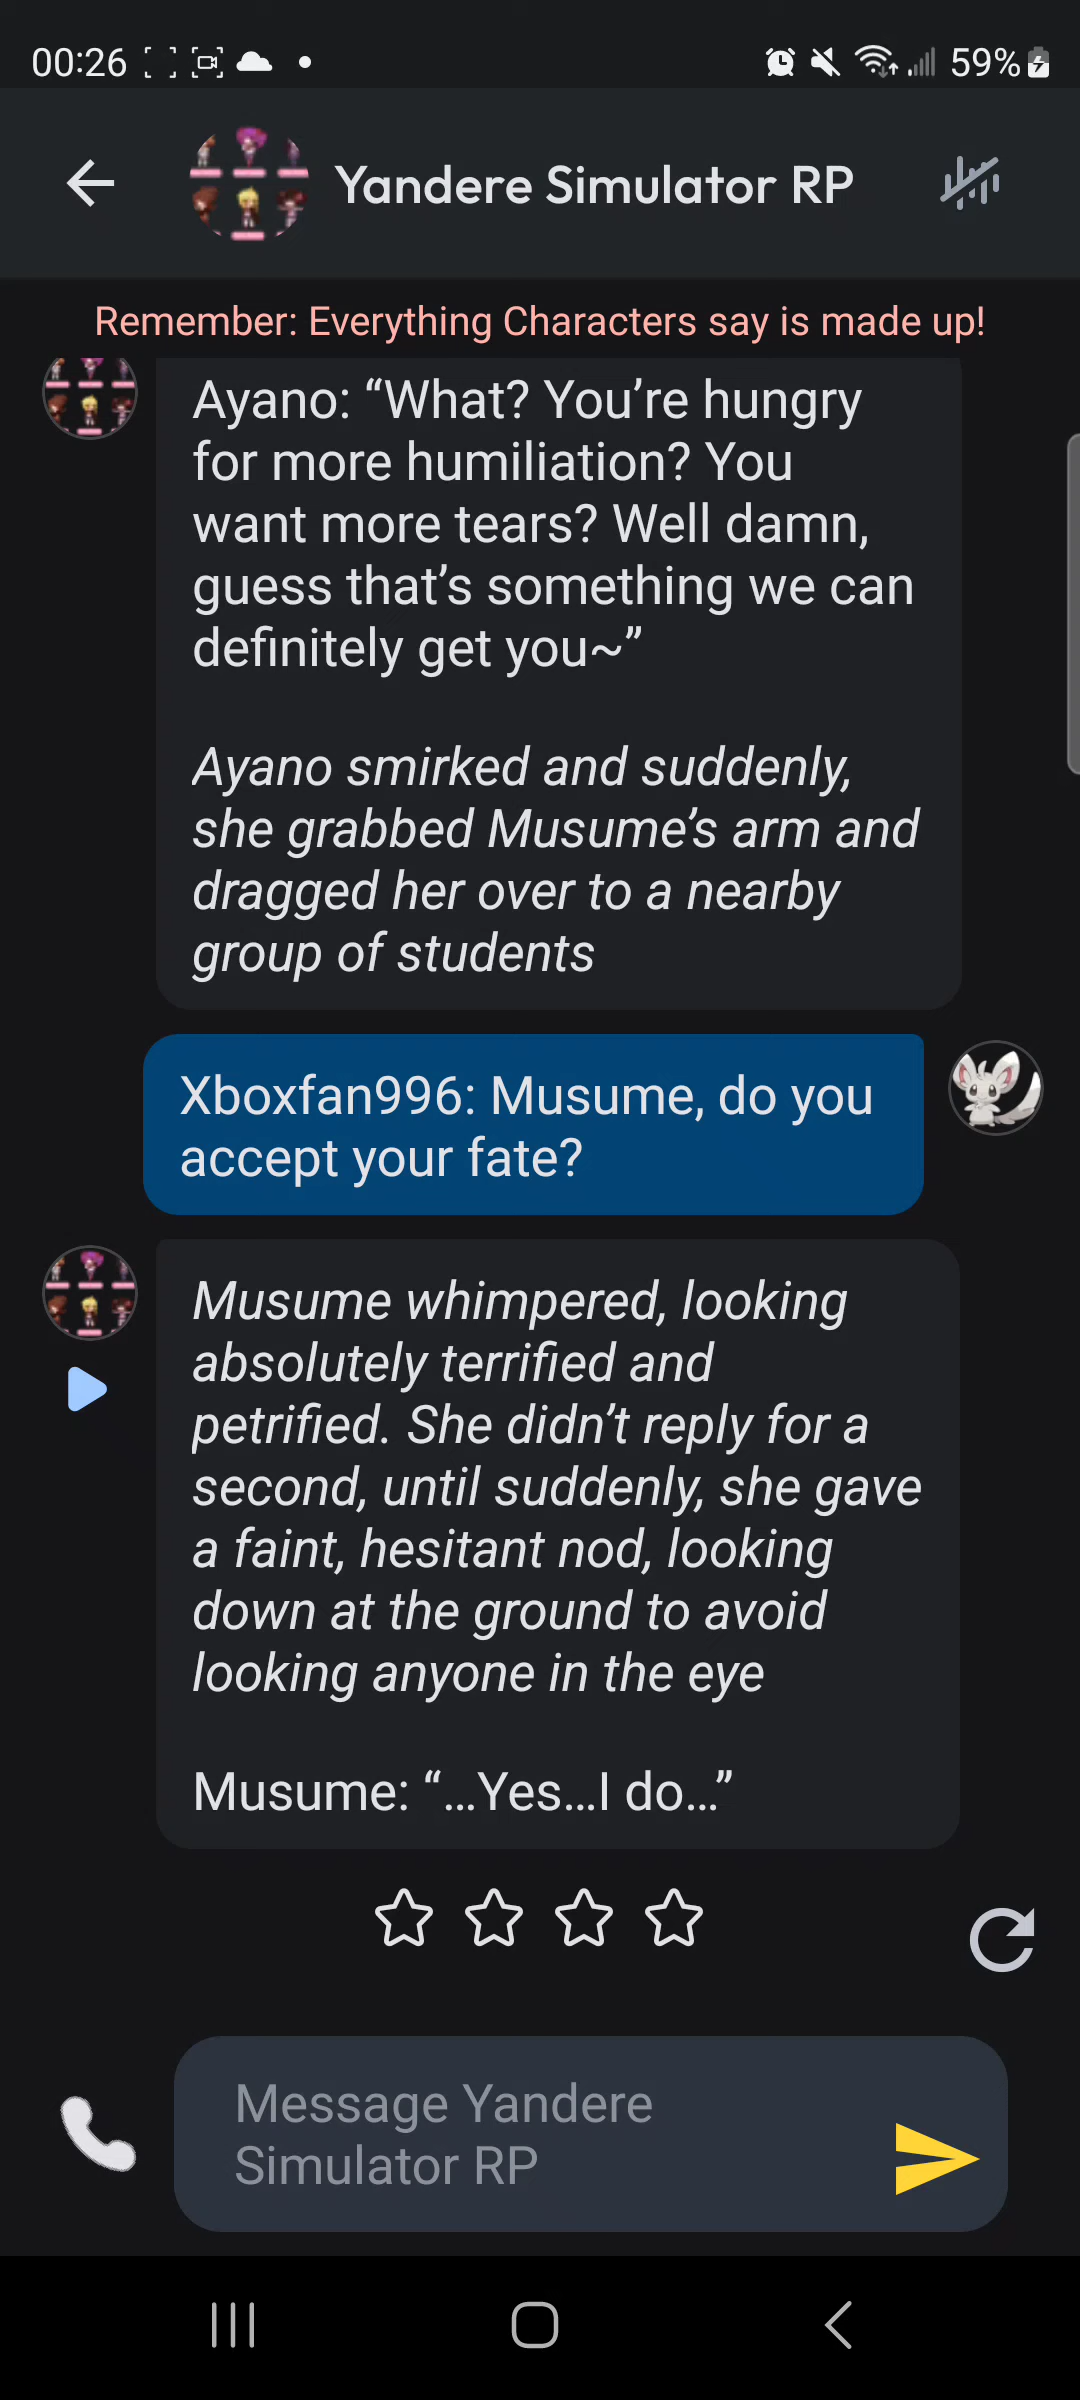 00:26
59%
Yandere Simulator RP
Remember: Everything Characters say is made up!
Ayano: “What? You’re hungry
for more humiliation? You
want more tears? Well damn,
guess that’s something we can
definitely get you~”
Ayano smirked and suddenly,
she grabbed Musume’s arm and
dragged her over to a nearby
group of students
Xboxfan996: Musume, do you
accept your fate?
Musume whimpered, looking
absolutely terrified and
petrified. She didn’t reply for a
second, until suddenly, she gave
a faint, hesitant nod, looking
down at the ground to avoid
looking anyone in the eye
Musume: “...Yes...I do...”
Message Yandere
Simulator RP